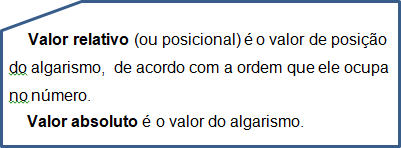 Valor relativo (ou posicional) é o valor de posição
do algarismo, de acordo com a ordem que ele ocupa
no número.
Valor absoluto é o valor do algarismo.